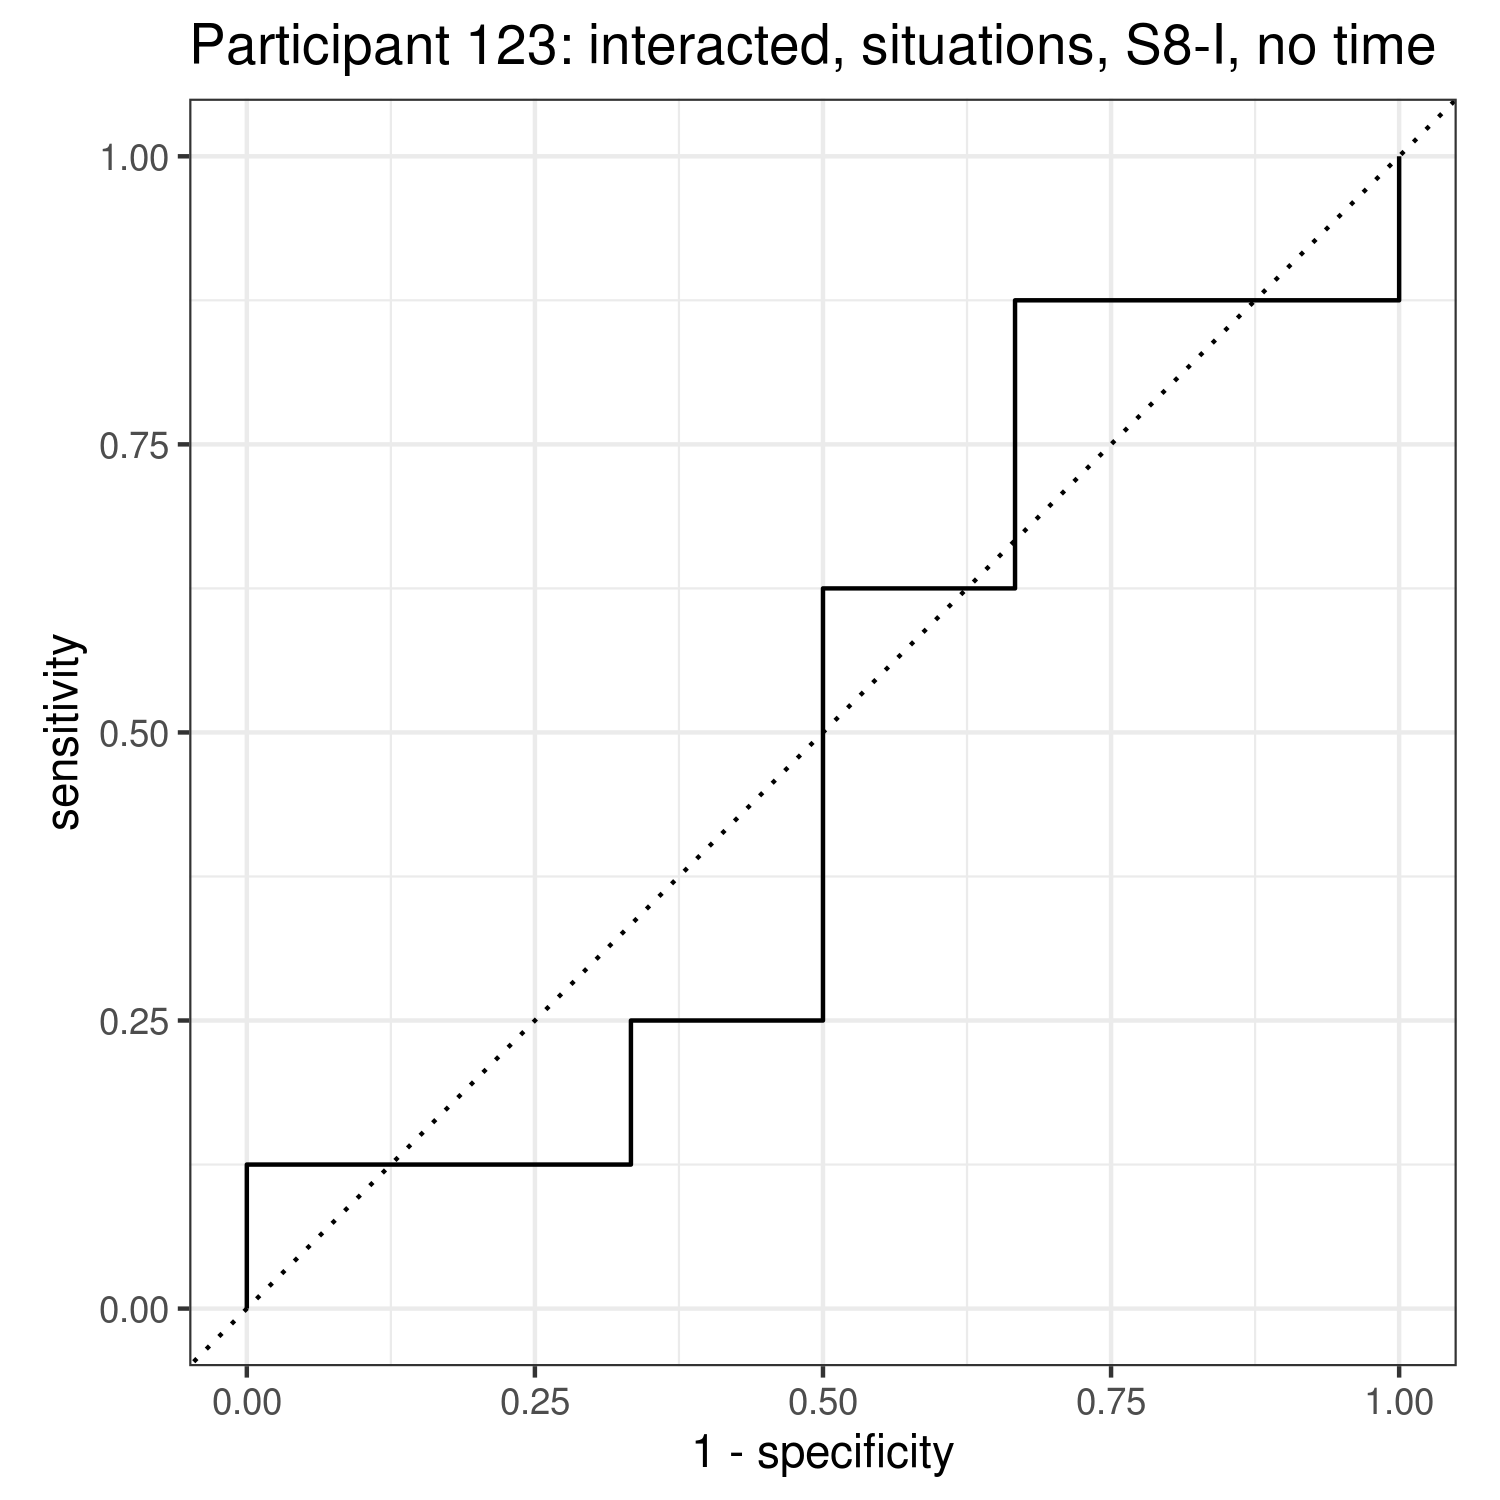 Participant 123: interacted, situations, S8-I, no time
1.00
0.75
0.50
0.25
0.00
sensitivity
0.00 0.25 0.50 0.75 1.00
1 - specificity